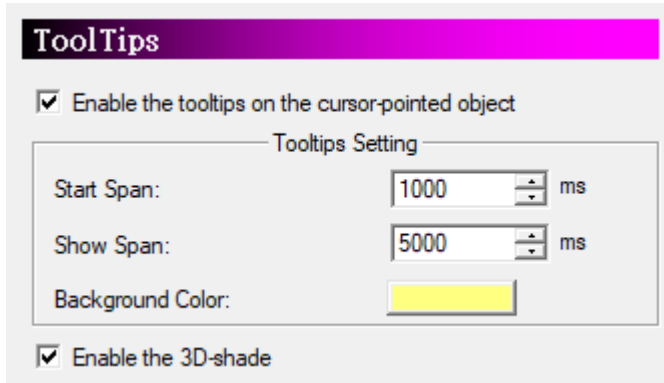 ToolTips
Enable the tooltips on the cursor-pointed object
Tooltips Setting
Start Span: 1000 ms
Show Span: 5000 ms
Background Color:
Enable the 3D-shade